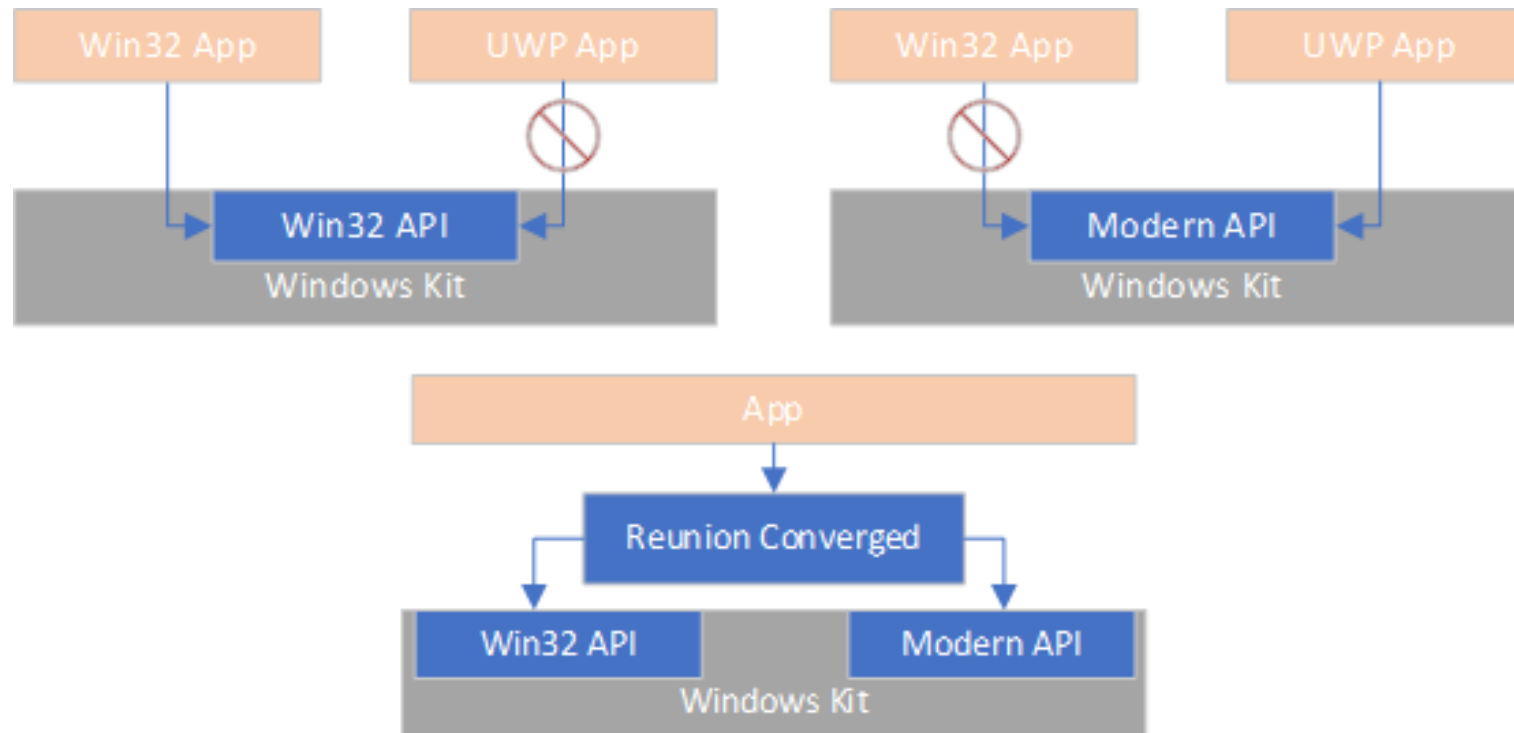 Win32 App
UWP App
Win32 API
Windows Kit
Win32 App
UWP App
Modern API
Windows Kit
App
Reunion Converged
Win32 API
Modern API
Windows Kit